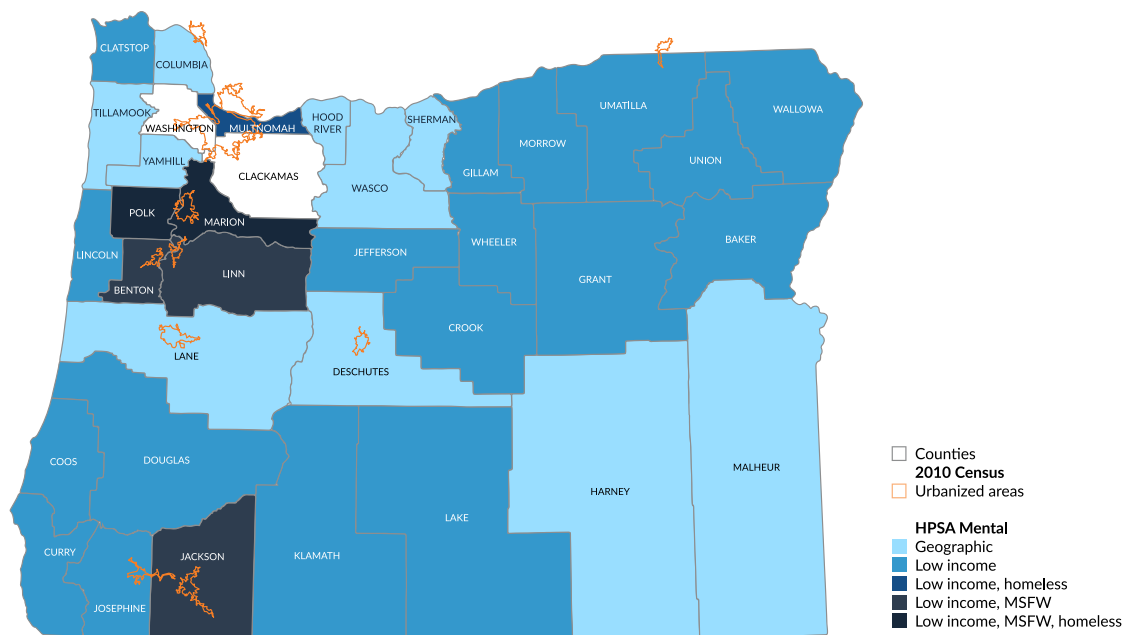 CLATSTOP
COLUMBIA
TILLAMOOK
WASHINGTON
MULTNOMAH
HOOD
RIVER
SHERMAN
UMATILLA
WALLOWA
MORROW
UNION
YAMHILL
CLACKAMAS
GILLAM
WASCO
POLK
MARION
WHEELER
BAKER
LINCOLN
JEFFERSON
LINN
GRANT
BENTON
CROOK
LANE
DESCHUTES
COOS
DOUGLAS
MALHEUR
HARNEY
LAKE
CURRY
JACKSON
KLAMATH
JOSEPHINE
Counties
2010 Census
Urbanized areas
HPSA Mental
Geographic
Low income
Low income, homeless
Low income, MSFW
Low income, MSFW, homeless